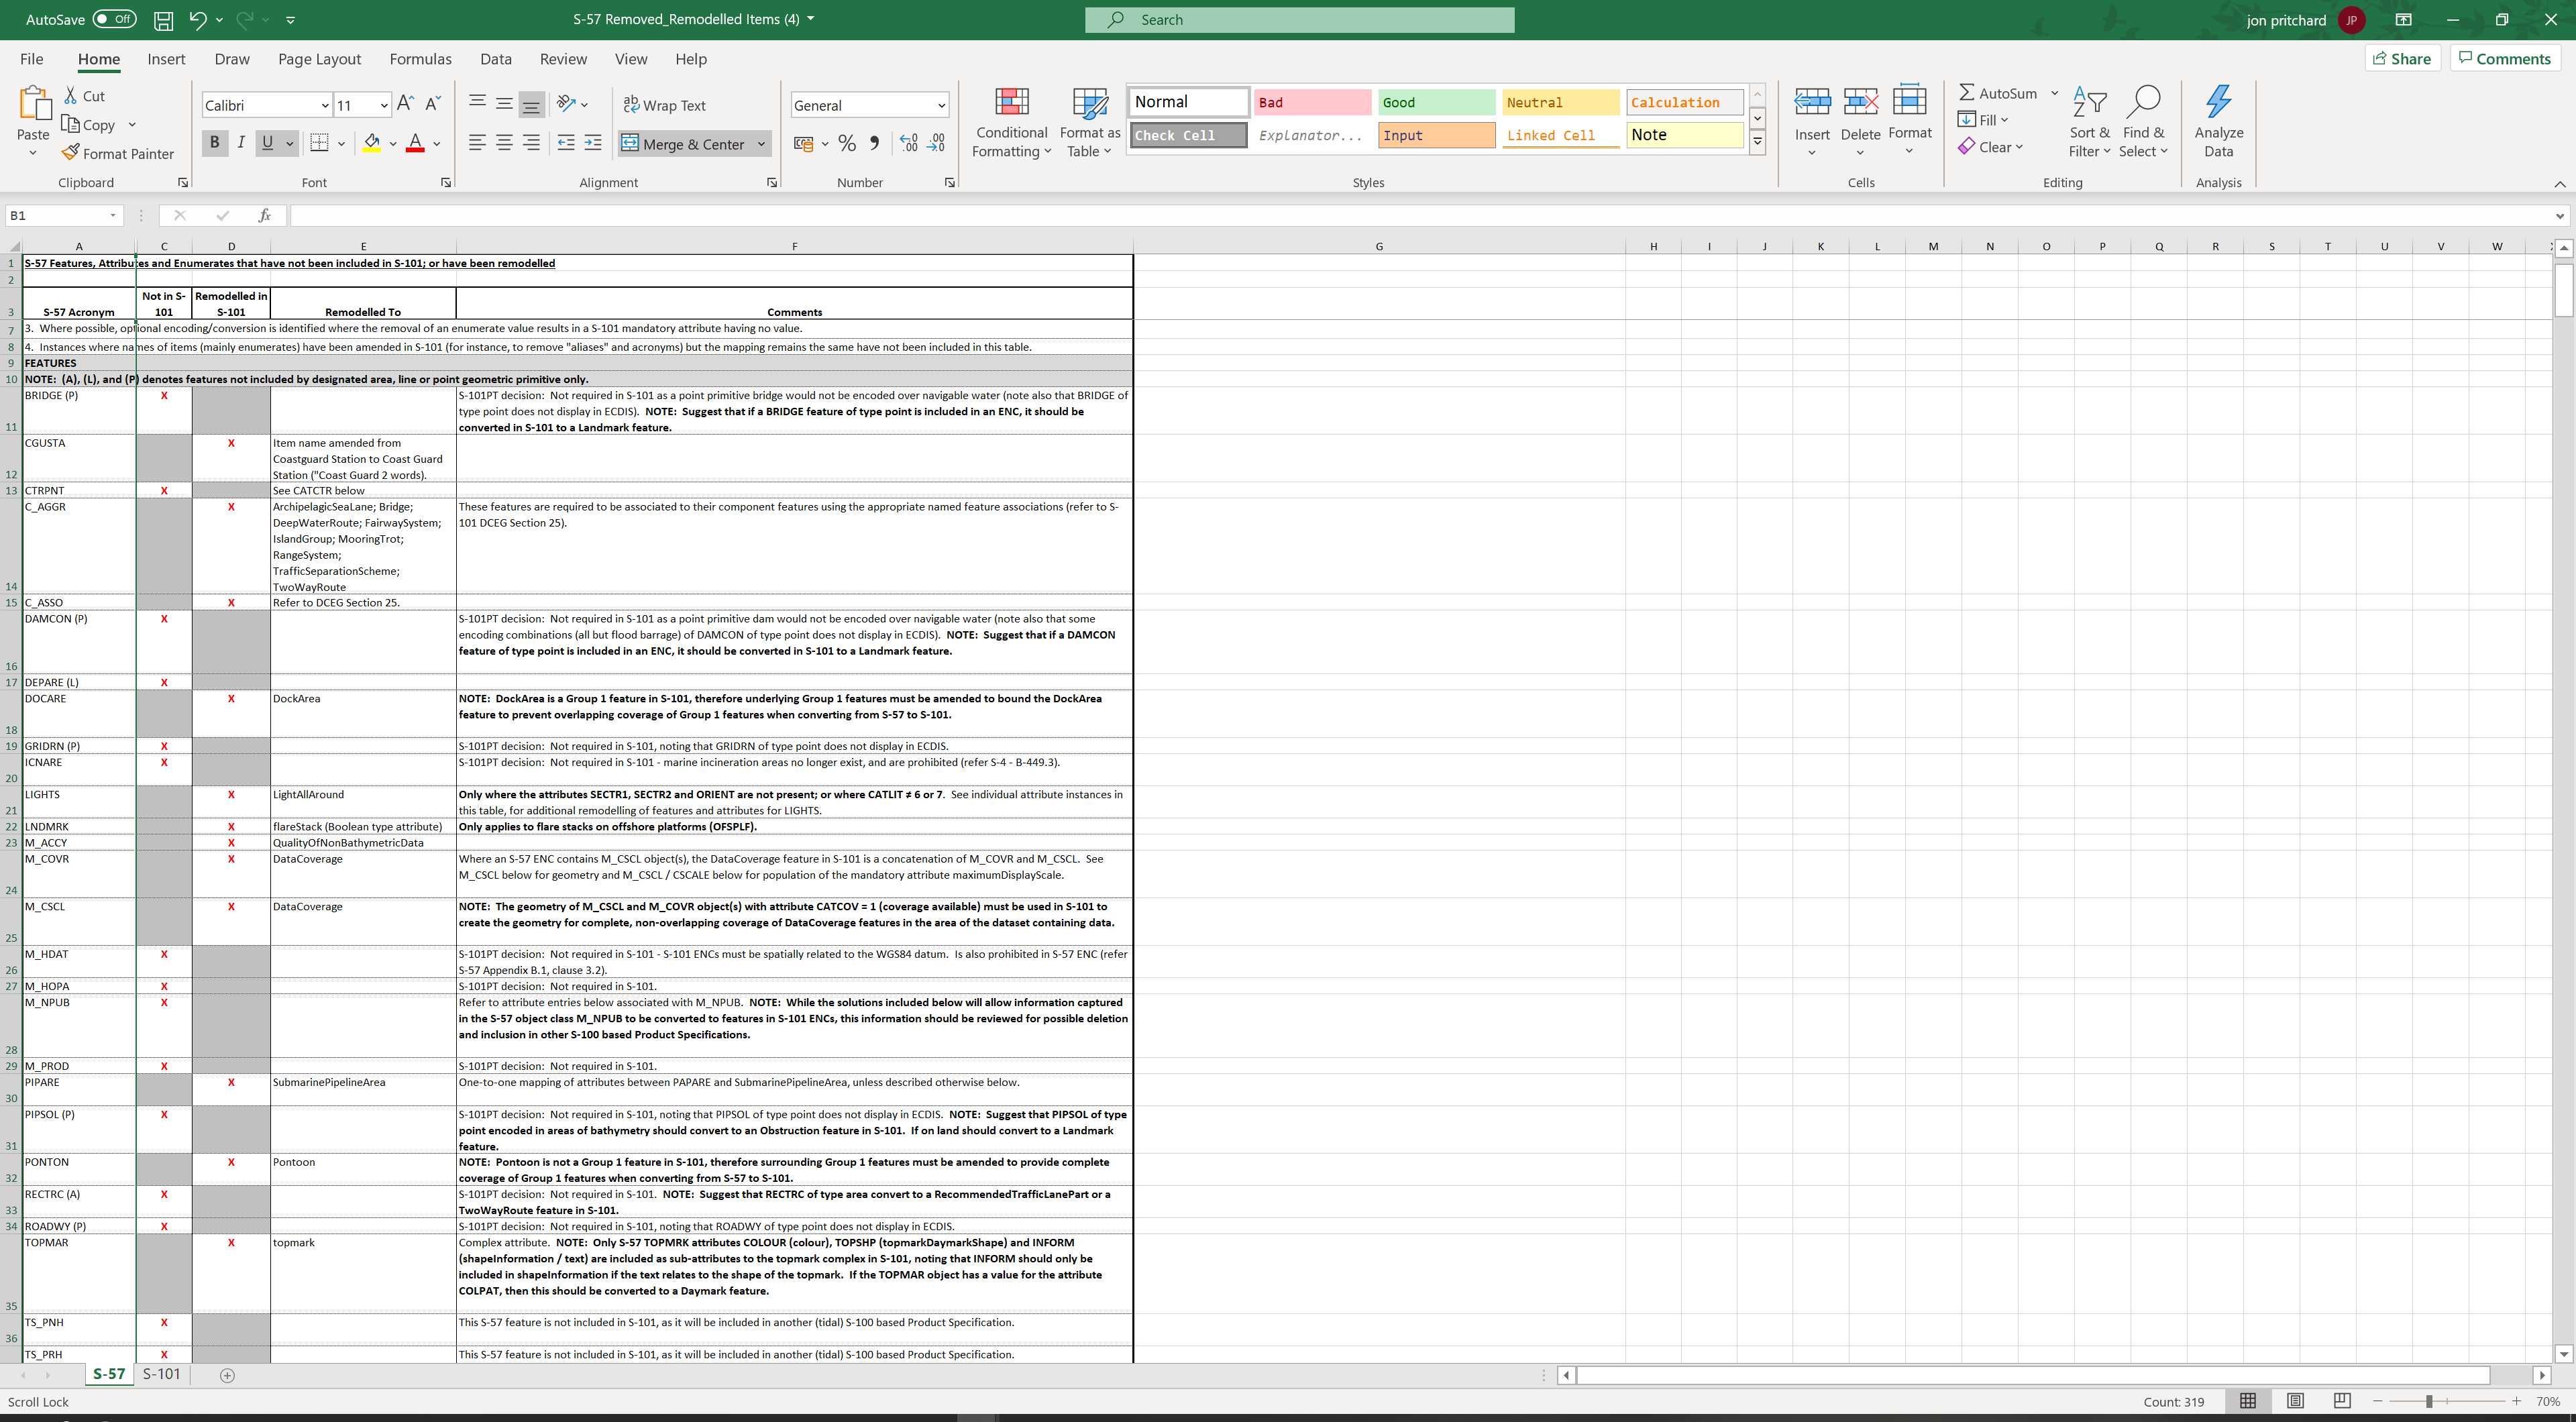 AutoSave Off S-57 Removed_Remodelled Items (4) Search jon pritchard JP
File Home Insert Draw Page Layout Formulas Data Review View Help Share Comments
Paste Cut Copy Format Painter Clipboard
Calibri 11 B I U Font
ab Wrap Text Merge & Center Alignment
General % Number
Conditional Formatting Format as Table
Normal Bad Good Neutral Calculation
Check Cell Explanator... Input Linked Cell Note
Styles
Insert Delete Format Cells
AutoSum Fill Clear Sort & Filter Find & Select Editing
Analyze Data Analysis
B1 fx
A C D E F G H I J K L M N O P Q R S T U V W
1 S-57 Features, Attributes and Enumerates that have not been included in S-101; or have been remodelled
2
3 S-57 Acronym Not in S-101 Remodelled in S-101 Remodelled To Comments
7 3. Where possible, optional encoding/conversion is identified where the removal of an enumerate value results in a S-101 mandatory attribute having no value.
8 4. Instances where names of items (mainly enumerates) have been amended in S-101 (for instance, to remove "aliases" and acronyms) but the mapping remains the same have not been included in this table.
9 FEATURES
10 NOTE: (A), (L), and (P) denotes features not included by designated area, line or point geometric primitive only.
11 BRIDGE (P) X S-101PT decision: Not required in S-101 as a point primitive bridge would not be encoded over navigable water (note also that BRIDGE of
type point does not display in ECDIS). NOTE: Suggest that if a BRIDGE feature of type point is included in an ENC, it should be
converted in S-101 to a Landmark feature.
12 CGUSTA X Item name amended from
Coastguard Station to Coast Guard
Station ("Coast Guard 2 words).
13 CTRPNT X See CATCTR below
14 C_AGGR X ArchipelagicSeaLane; Bridge; These features are required to be associated to their component features using the appropriate named feature associations (refer to S-
DeepWaterRoute; FairwaySystem; 101 DCEG Section 25).
IslandGroup; MooringTrot;
RangeSystem;
TrafficSeparationScheme;
TwoWayRoute
15 C_ASSO X Refer to DCEG Section 25.
16 DAMCON (P) X S-101PT decision: Not required in S-101 as a point primitive dam would not be encoded over navigable water (note also that some
encoding combinations (all but flood barrage) of DAMCON of type point does not display in ECDIS). NOTE: Suggest that if a DAMCON
feature of type point is included in an ENC, it should be converted in S-101 to a Landmark feature.
17 DEPARE (L) X
18 DOCARE X DockArea NOTE: DockArea is a Group 1 feature in S-101, therefore underlying Group 1 features must be amended to bound the DockArea
feature to prevent overlapping coverage of Group 1 features when converting from S-57 to S-101.
19 GRIDRN (P) X S-101PT decision: Not required in S-101, noting that GRIDRN of type point does not display in ECDIS.
20 ICNARE X S-101PT decision: Not required in S-101 - marine incineration areas no longer exist, and are prohibited (refer S-4 - B-449.3).
21 LIGHTS X LightAllAround Only where the attributes SECTR1, SECTR2 and ORIENT are not present; or where CATLIT ≠ 6 or 7. See individual attribute instances in
this table, for additional remodelling of features and attributes for LIGHTS.
22 LNDMRK X flareStack (Boolean type attribute) Only applies to flare stacks on offshore platforms (OFSPLF).
23 M_ACCY X QualityOfNonBathymetricData
24 M_COVR X DataCoverage Where an S-57 ENC contains M_CSCL object(s), the DataCoverage feature in S-101 is a concatenation of M_COVR and M_CSCL. See
M_CSCL below for geometry and M_CSCL / CSCALE below for population of the mandatory attribute maximumDisplayScale.
25 M_CSCL X DataCoverage NOTE: The geometry of M_CSCL and M_COVR object(s) with attribute CATCOV = 1 (coverage available) must be used in S-101 to
create the geometry for complete, non-overlapping coverage of DataCoverage features in the area of the dataset containing data.
26 M_HDAT X S-101PT decision: Not required in S-101 - S-101 ENCs must be spatially related to the WGS84 datum. Is also prohibited in S-57 ENC (refer
S-57 Appendix B.1, clause 3.2).
27 M_HOPA X S-101PT decision: Not required in S-101.
28 M_NPUB X Refer to attribute entries below associated with M_NPUB. NOTE: While the solutions included below will allow information captured
in the S-57 object class M_NPUB to be converted to features in S-101 ENCs, this information should be reviewed for possible deletion
and inclusion in other S-100 based Product Specifications.
29 M_PROD X S-101PT decision: Not required in S-101.
30 PIPARE X SubmarinePipelineArea One-to-one mapping of attributes between PAPARE and SubmarinePipelineArea, unless described otherwise below.
31 PIPSOL (P) X S-101PT decision: Not required in S-101, noting that PIPSOL of type point does not display in ECDIS. NOTE: Suggest that PIPSOL of type
point encoded in areas of bathymetry should convert to an Obstruction feature in S-101. If on land should convert to a Landmark
feature.
32 PONTON X Pontoon NOTE: Pontoon is not a Group 1 feature in S-101, therefore surrounding Group 1 features must be amended to provide complete
coverage of Group 1 features when converting from S-57 to S-101.
33 RECTRC (A) X S-101PT decision: Not required in S-101. NOTE: Suggest that RECTRC of type area convert to a RecommendedTrafficLanePart or a
TwoWayRoute feature in S-101.
34 ROADWY (P) X S-101PT decision: Not required in S-101, noting that ROADWY of type point does not display in ECDIS.
35 TOPMAR X topmark Complex attribute. NOTE: Only S-57 TOPMRK attributes COLOUR (colour), TOPSHP (topmarkDaymarkShape) and INFORM
(shapeInformation / text) are included as sub-attributes to the topmark complex in S-101, noting that INFORM should only be
included in shapeInformation if the text relates to the shape of the topmark. If the TOPMAR object has a value for the attribute
COLPAT, then this should be converted to a Daymark feature.
36 TS_PNH X This S-57 feature is not included in S-101, as it will be included in another (tidal) S-100 based Product Specification.
TS_PRH X This S-57 feature is not included in S-101, as it will be included in another (tidal) S-100 based Product Specification.
S-57 S-101
Scroll Lock Count: 319 70%